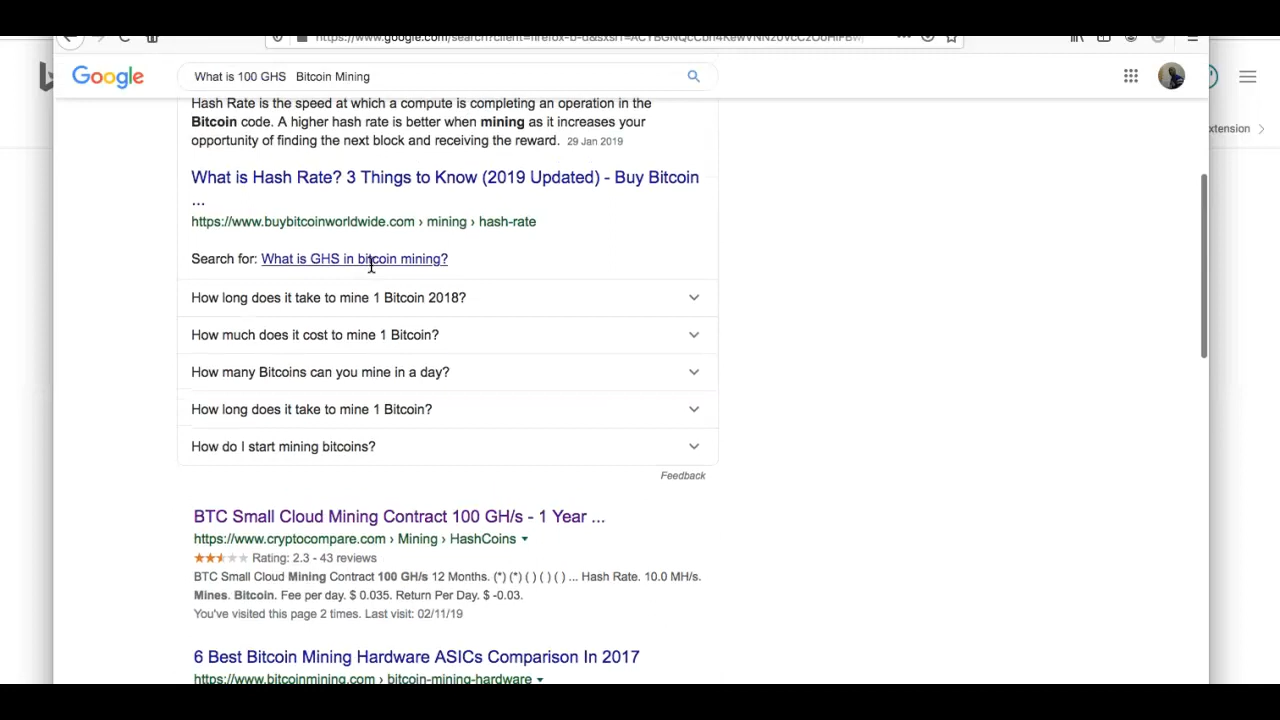 Google
What is 100 GHS Bitcoin Mining
Hash Rate is the speed at which a compute is completing an operation in the
Bitcoin code. A higher hash rate is better when mining as it increases your
opportunity of finding the next block and receiving the reward. 29 Jan 2019
xtension
What is Hash Rate? 3 Things to Know (2019 Updated) - Buy Bitcoin
...
https://www.buybitcoinworldwide.com › mining › hash-rate
Search for: What is GHS in bitcoin mining?
How long does it take to mine 1 Bitcoin 2018?
How much does it cost to mine 1 Bitcoin?
How many Bitcoins can you mine in a day?
How long does it take to mine 1 Bitcoin?
How do I start mining bitcoins?
Feedback
BTC Small Cloud Mining Contract 100 GH/s - 1 Year ...
https://www.cryptocompare.com › Mining › HashCoins
Rating: 2.3 - 43 reviews
BTC Small Cloud Mining Contract 100 GH/s 12 Months. (*) (*) ( ) ( ) ( ) ... Hash Rate. 10.0 MH/s.
Mines. Bitcoin. Fee per day. $ 0.035. Return Per Day. $ -0.03.
You've visited this page 2 times. Last visit: 02/11/19
6 Best Bitcoin Mining Hardware ASICs Comparison In 2017
https://www.bitcoinmining.com › bitcoin-mining-hardware